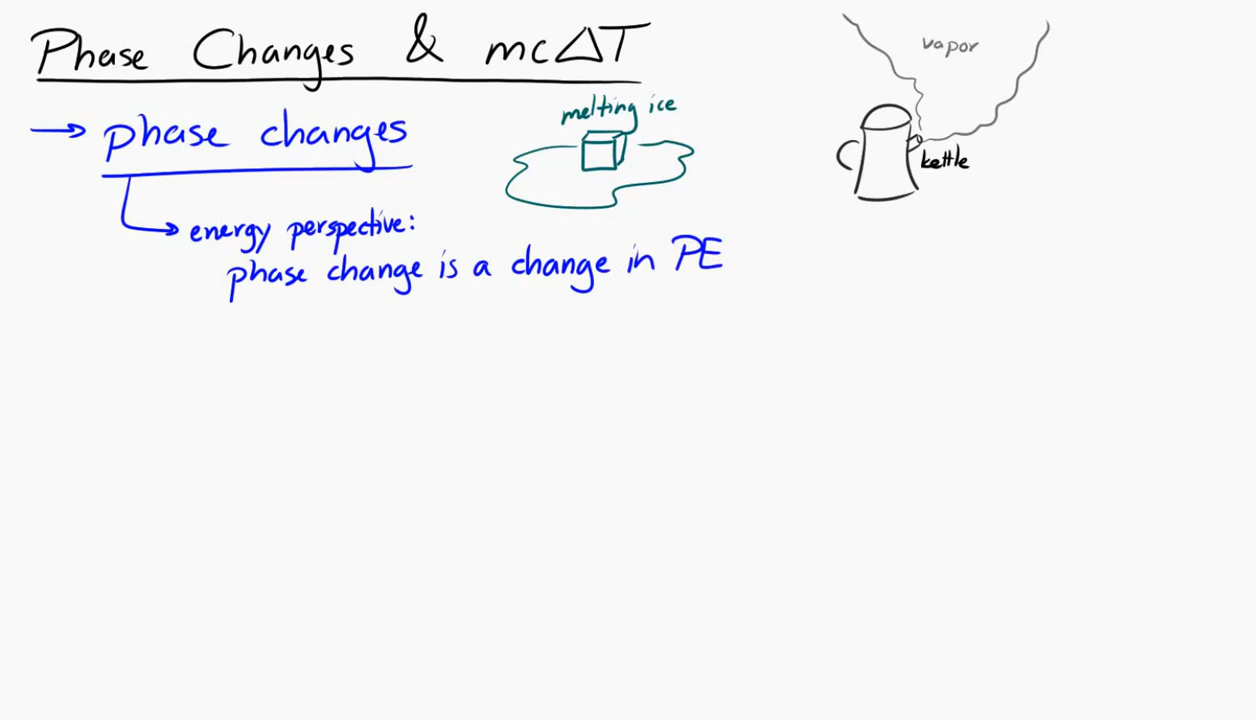 Phase Changes & mcΔT
→ phase changes
melting ice
vapor
kettle
→ energy perspective:
phase change is a change in PE